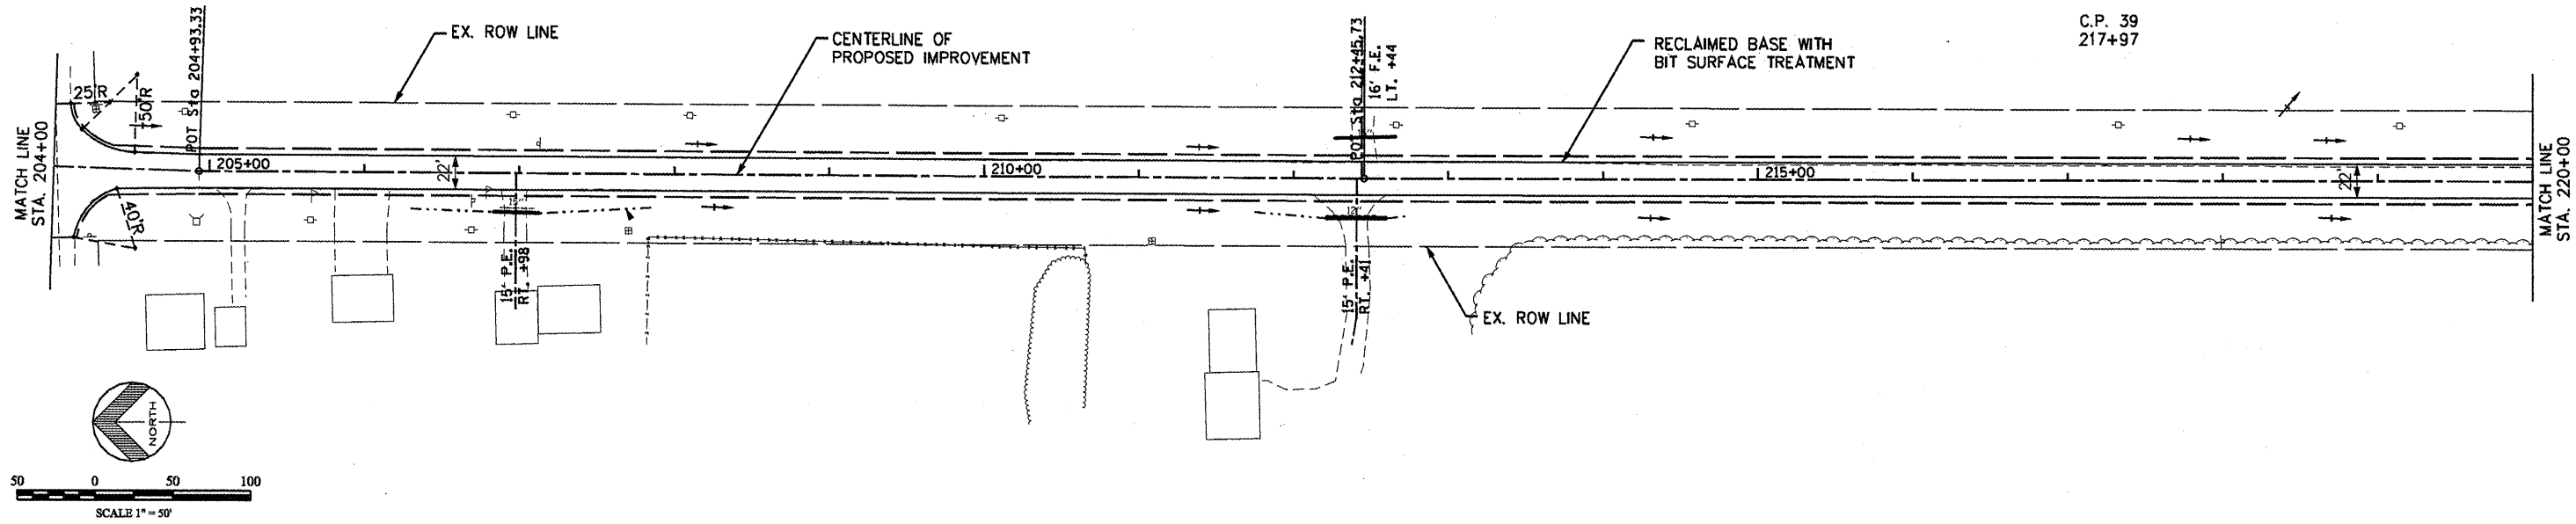 C.P. 39
217+97
EX. ROW LINE
CENTERLINE OF
PROPOSED IMPROVEMENT
RECLAIMED BASE WITH
BIT SURFACE TREATMENT
POT Sta 204+93.33
POT Sta 212+45.73
16' F.E.
LT. +44
25'R
50'R
MATCH LINE
STA. 204+00
205+00
22'
210+00
215+00
22'
MATCH LINE
STA. 220+00
40'R
15"
12"
15' P.E.
RT. +98
15' P.E.
RT. +41
EX. ROW LINE
NORTH
50 0 50 100
SCALE 1" = 50'